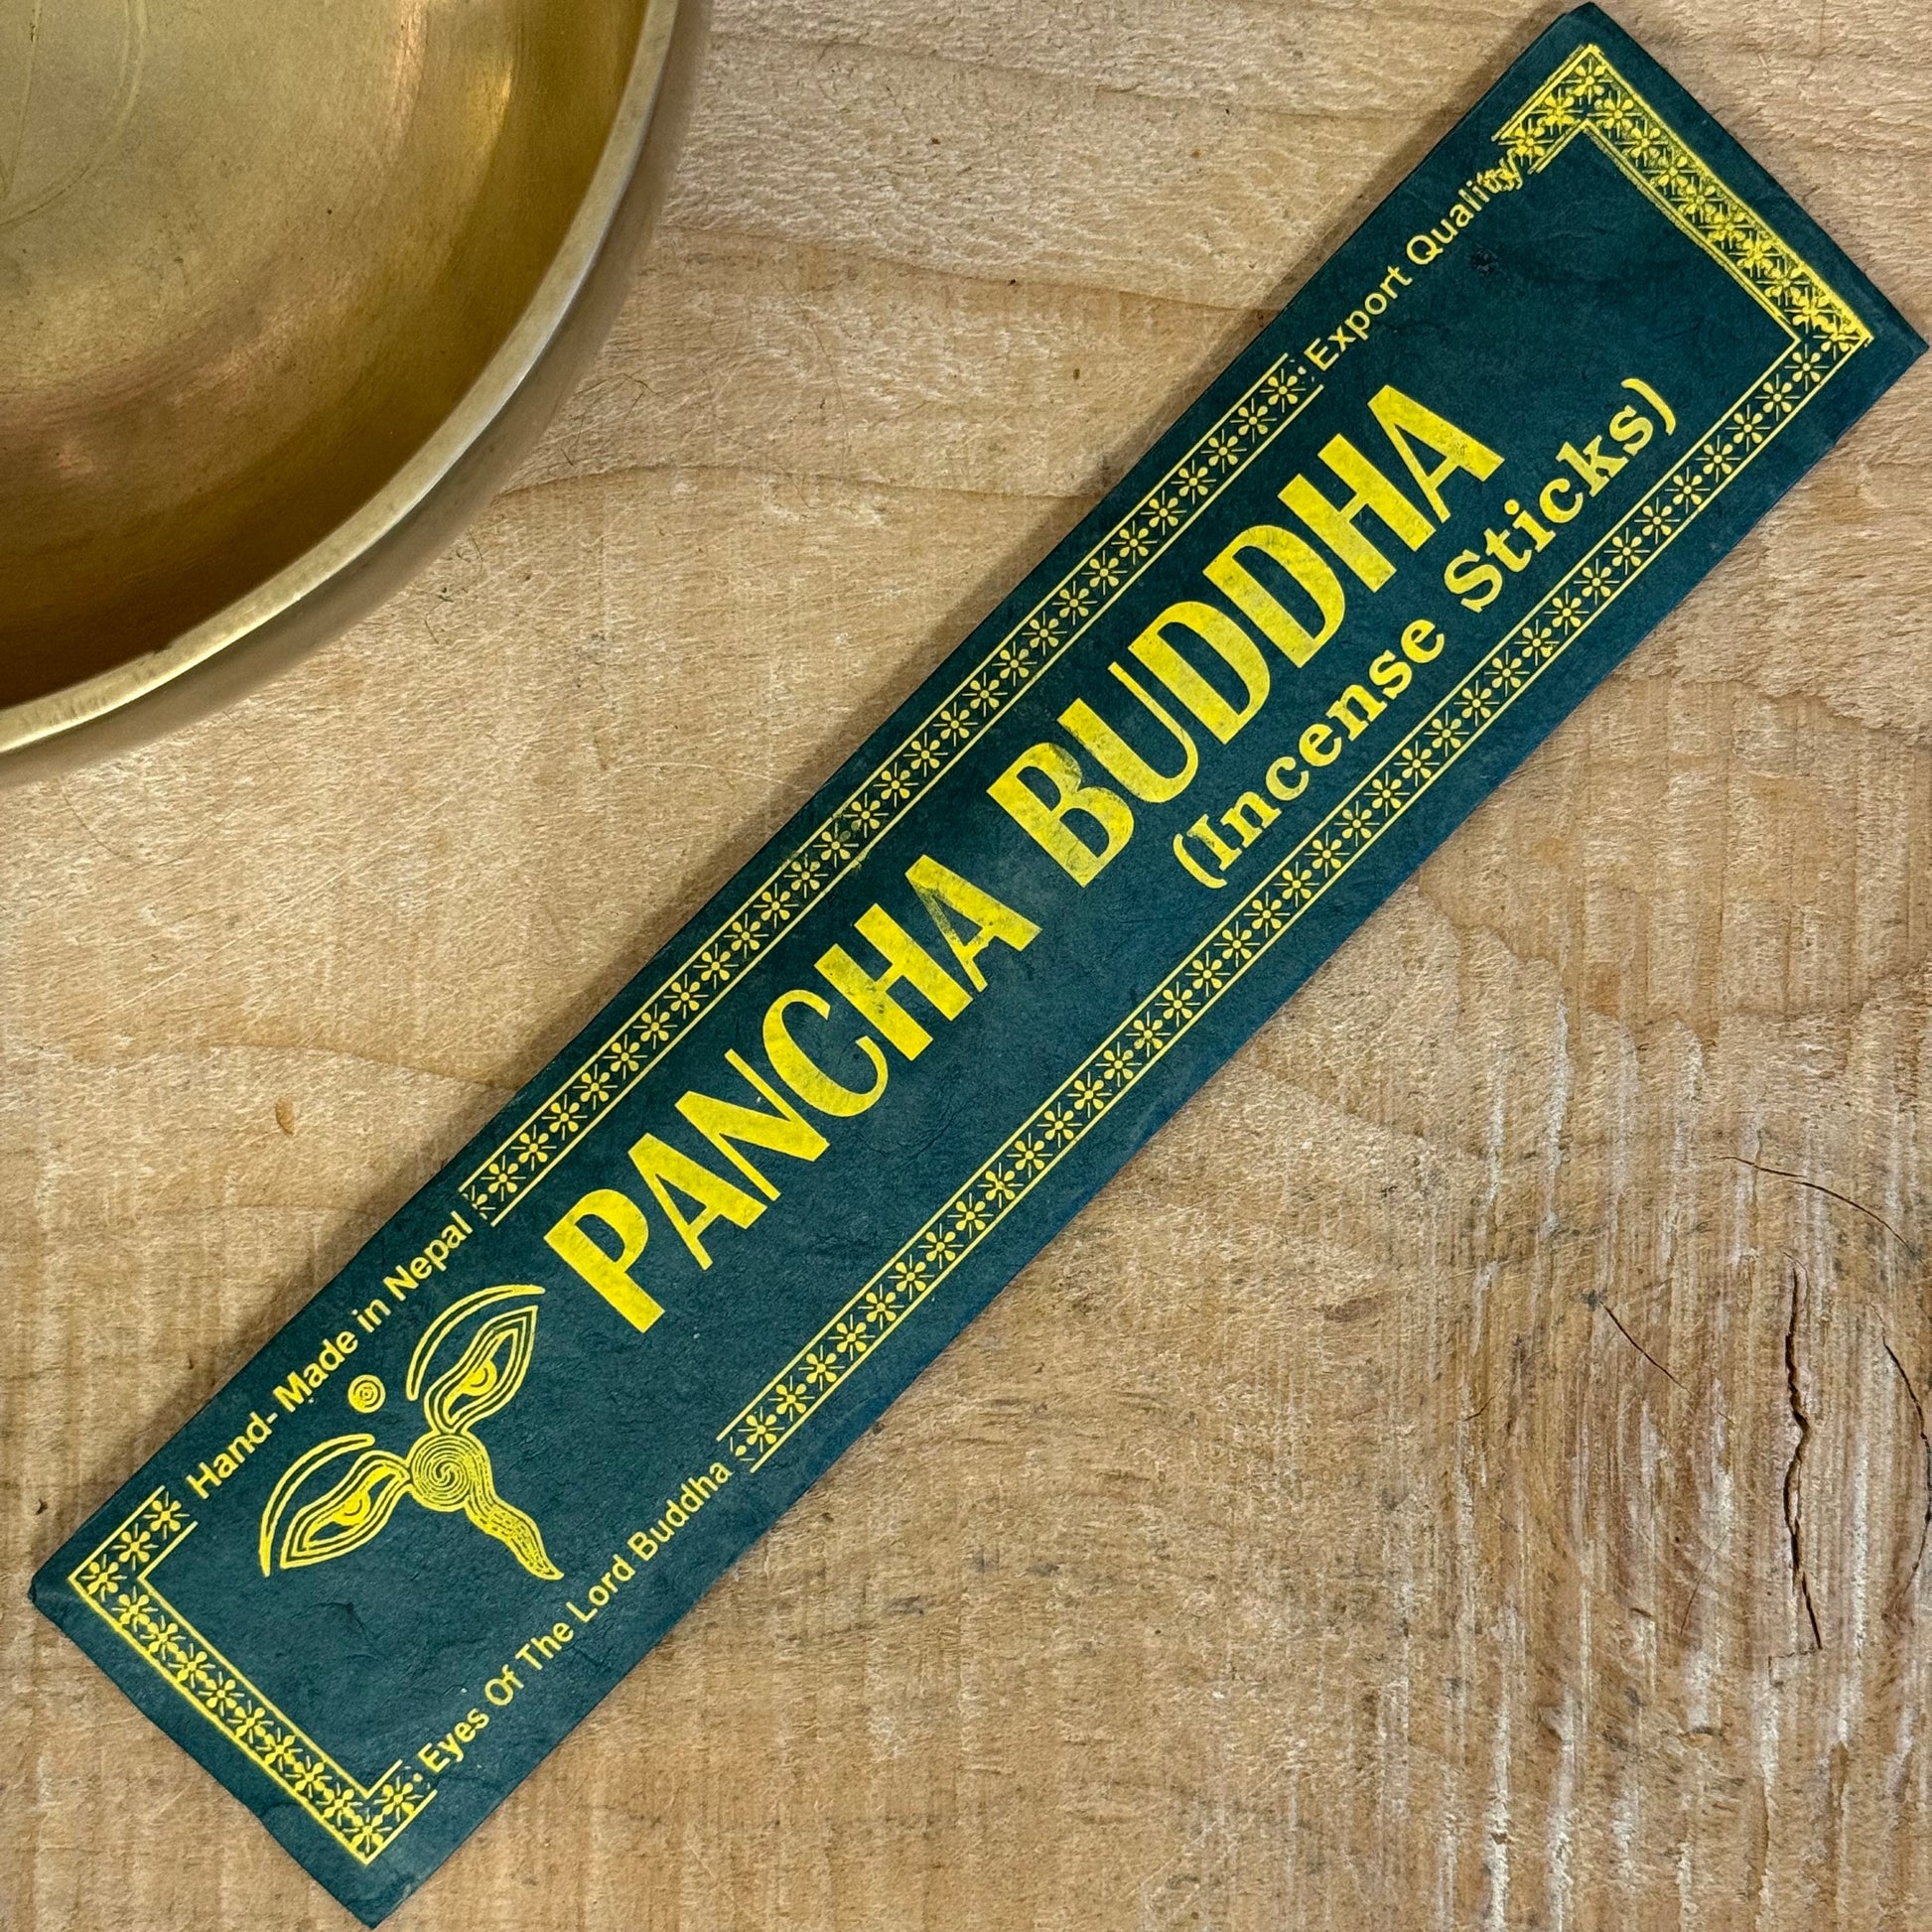 Hand- Made in Nepal
Export Quality
PANCHA BUDDHA
(Incense Sticks)
Eyes Of The Lord Buddha